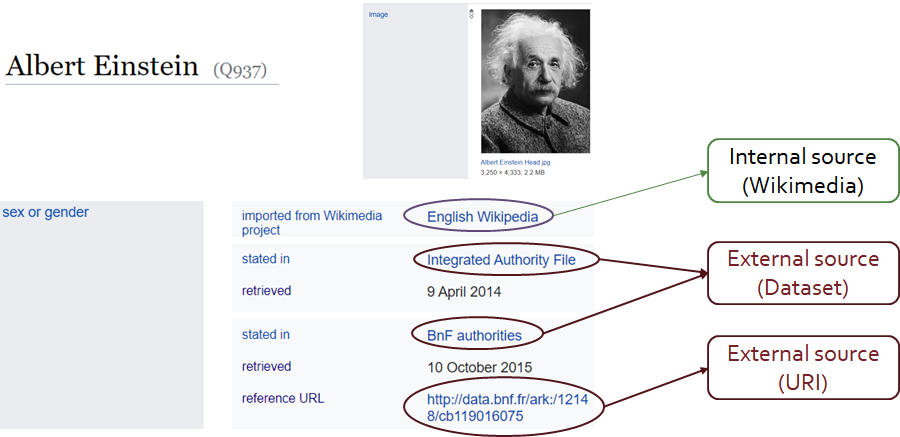 image
Albert Einstein (Q937)
Albert Einstein Head.jpg
3,250 × 4,333; 2.2 MB
Internal source
(Wikimedia)
sex or gender
imported from Wikimedia
project
English Wikipedia
stated in
Integrated Authority File
External source
(Dataset)
retrieved
9 April 2014
stated in
BnF authorities
retrieved
10 October 2015
External source
(URI)
reference URL
http://data.bnf.fr/ark:/1214
8/cb119016075